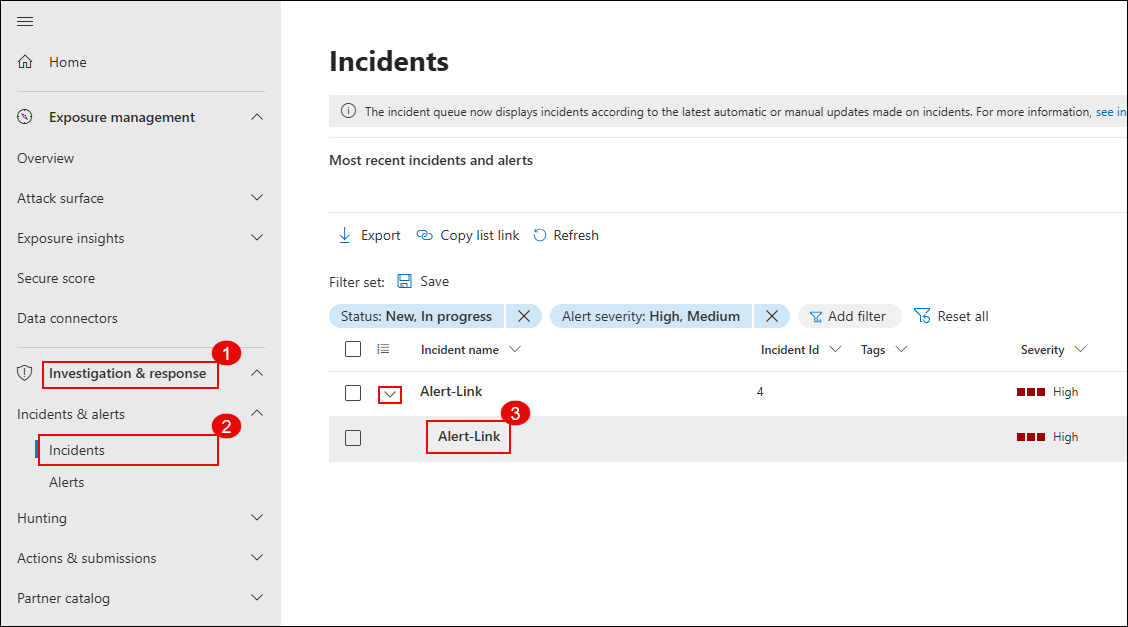 Home
Exposure management
Overview
Attack surface
Exposure insights
Secure score
Data connectors
1
Investigation & response
Incidents & alerts
2
Incidents
Alerts
Hunting
Actions & submissions
Partner catalog
Incidents
The incident queue now displays incidents according to the latest automatic or manual updates made on incidents. For more information, see in
Most recent incidents and alerts
Export Copy list link Refresh
Filter set: Save
Status: New, In progress Alert severity: High, Medium Add filter Reset all
Incident name Incident Id Tags Severity
Alert-Link 4 High
3
Alert-Link High